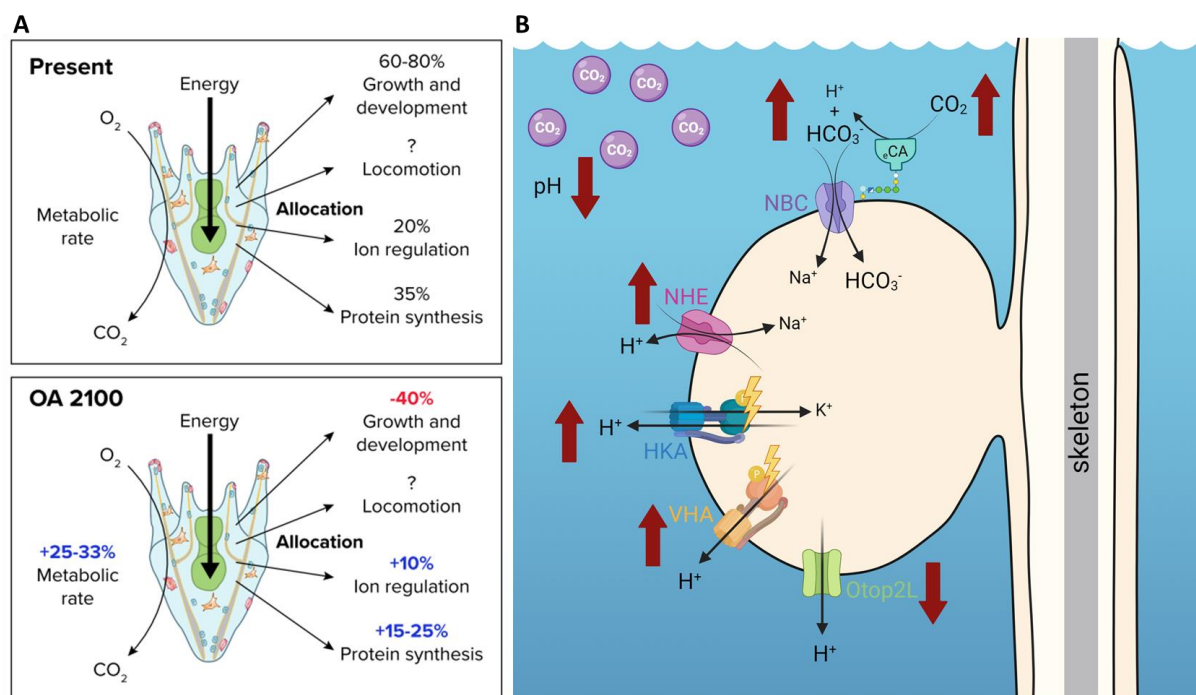 A
Present
Energy
O₂
60-80%
Growth and
development
?
Locomotion
Allocation
Metabolic
rate
20%
Ion regulation
35%
Protein synthesis
CO₂
OA 2100
Energy
O₂
-40%
Growth and
development
?
Locomotion
Allocation
+25-33%
Metabolic
rate
+10%
Ion regulation
+15-25%
Protein synthesis
CO₂
B
CO₂
CO₂
CO₂
CO₂
CO₂
pH
H⁺
+
HCO₃⁻
CO₂
eCA
NBC
Na⁺
HCO₃⁻
NHE
H⁺
Na⁺
H⁺
K⁺
HKA
P
VHA
H⁺
Otop2L
H⁺
skeleton